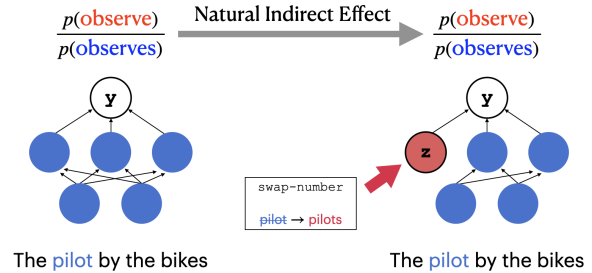 Natural Indirect Effect
p(observe)
p(observes)
p(observe)
p(observes)
y
y
z
swap-number
pilot → pilots
The pilot by the bikes
The pilot by the bikes